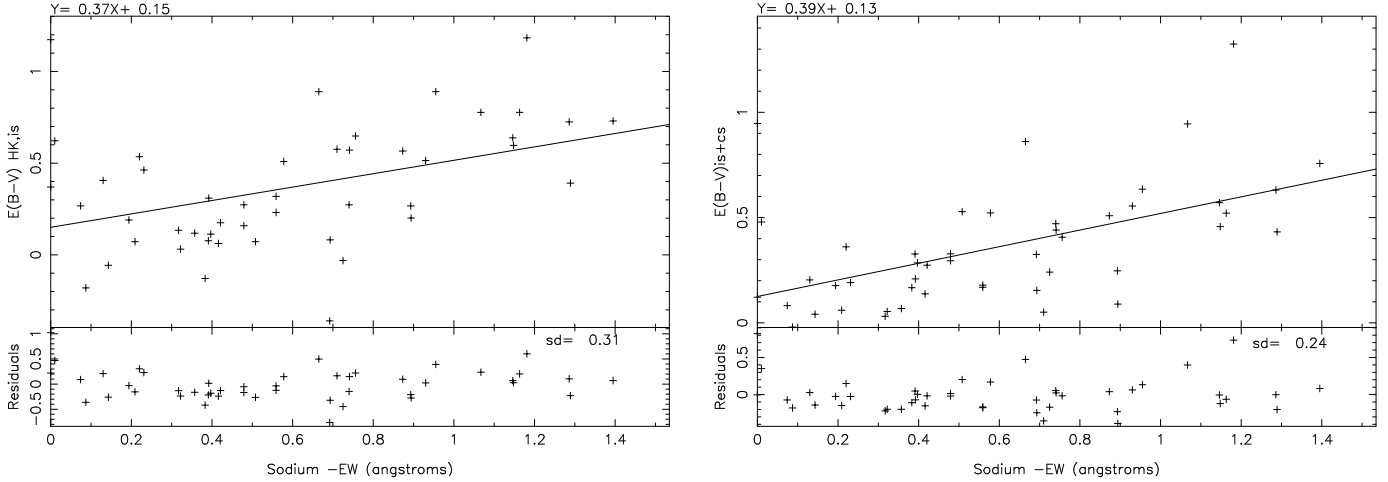 Y= 0.37X+ 0.15
E(B−V) HK,is
1
0.5
0
sd= 0.31
Residuals
1
0.5
0
−0.5
0 0.2 0.4 0.6 0.8 1 1.2 1.4
Sodium −EW (angstroms)
Y= 0.39X+ 0.13
E(B−V)is+cs
1
0.5
0
sd= 0.24
Residuals
0.5
0
0 0.2 0.4 0.6 0.8 1 1.2 1.4
Sodium −EW (angstroms)